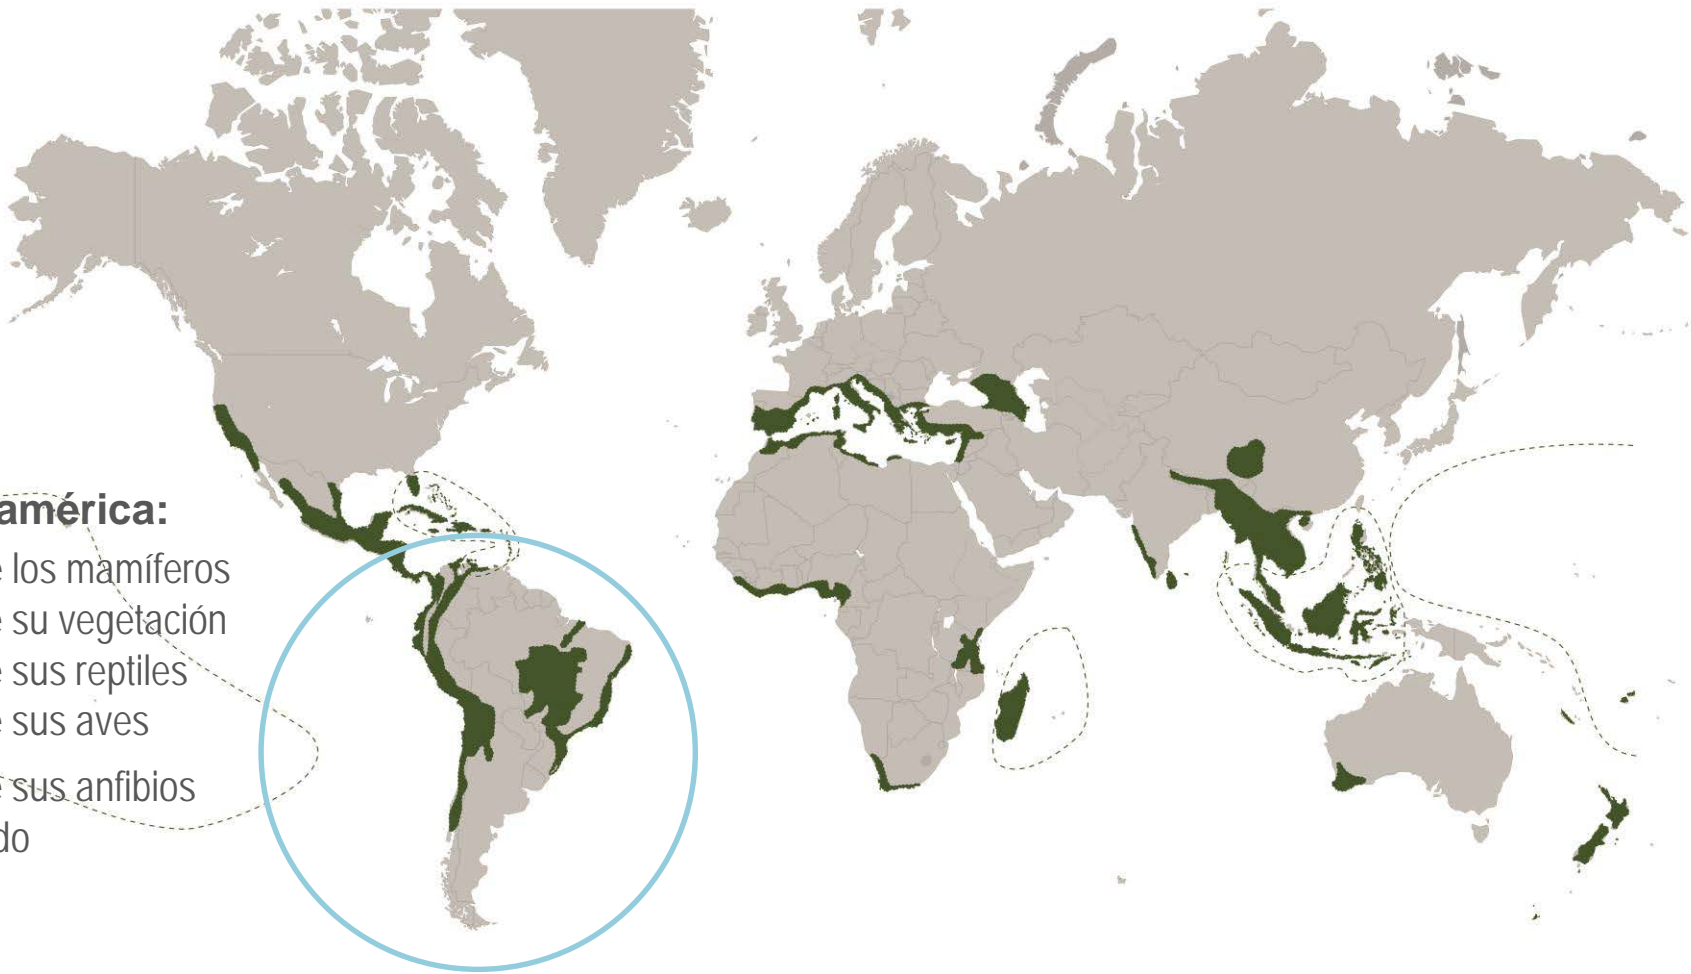 américa:
e los mamíferos
e su vegetación
e sus reptiles
e sus aves
e sus anfibios
do